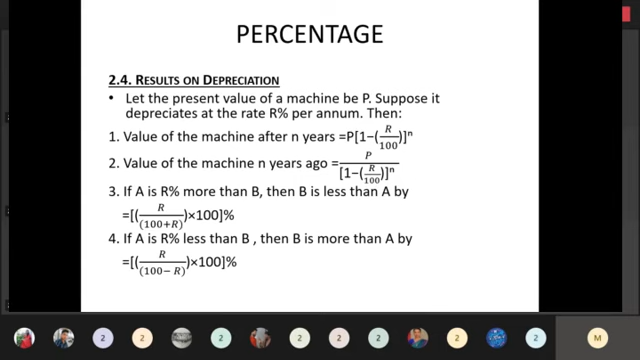 PERCENTAGE
2.4. RESULTS ON DEPRECIATION
• Let the present value of a machine be P. Suppose it
depreciates at the rate R% per annum. Then:
1. Value of the machine after n years =P[1−(R/100)]ⁿ
2. Value of the machine n years ago = P/[1−(R/100)]ⁿ
3. If A is R% more than B, then B is less than A by
=[(R/(100+R))×100]%
4. If A is R% less than B , then B is more than A by
=[(R/(100− R))×100]%
2 2 2 2 2 2 2 M